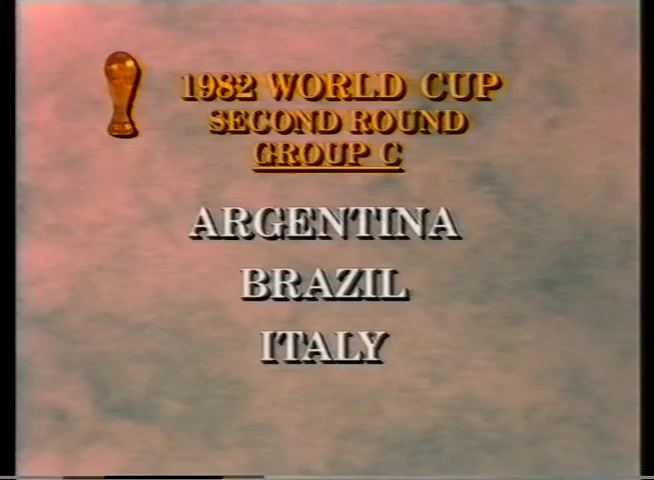 1982 WORLD CUP
SECOND ROUND
GROUP C
ARGENTINA
BRAZIL
ITALY